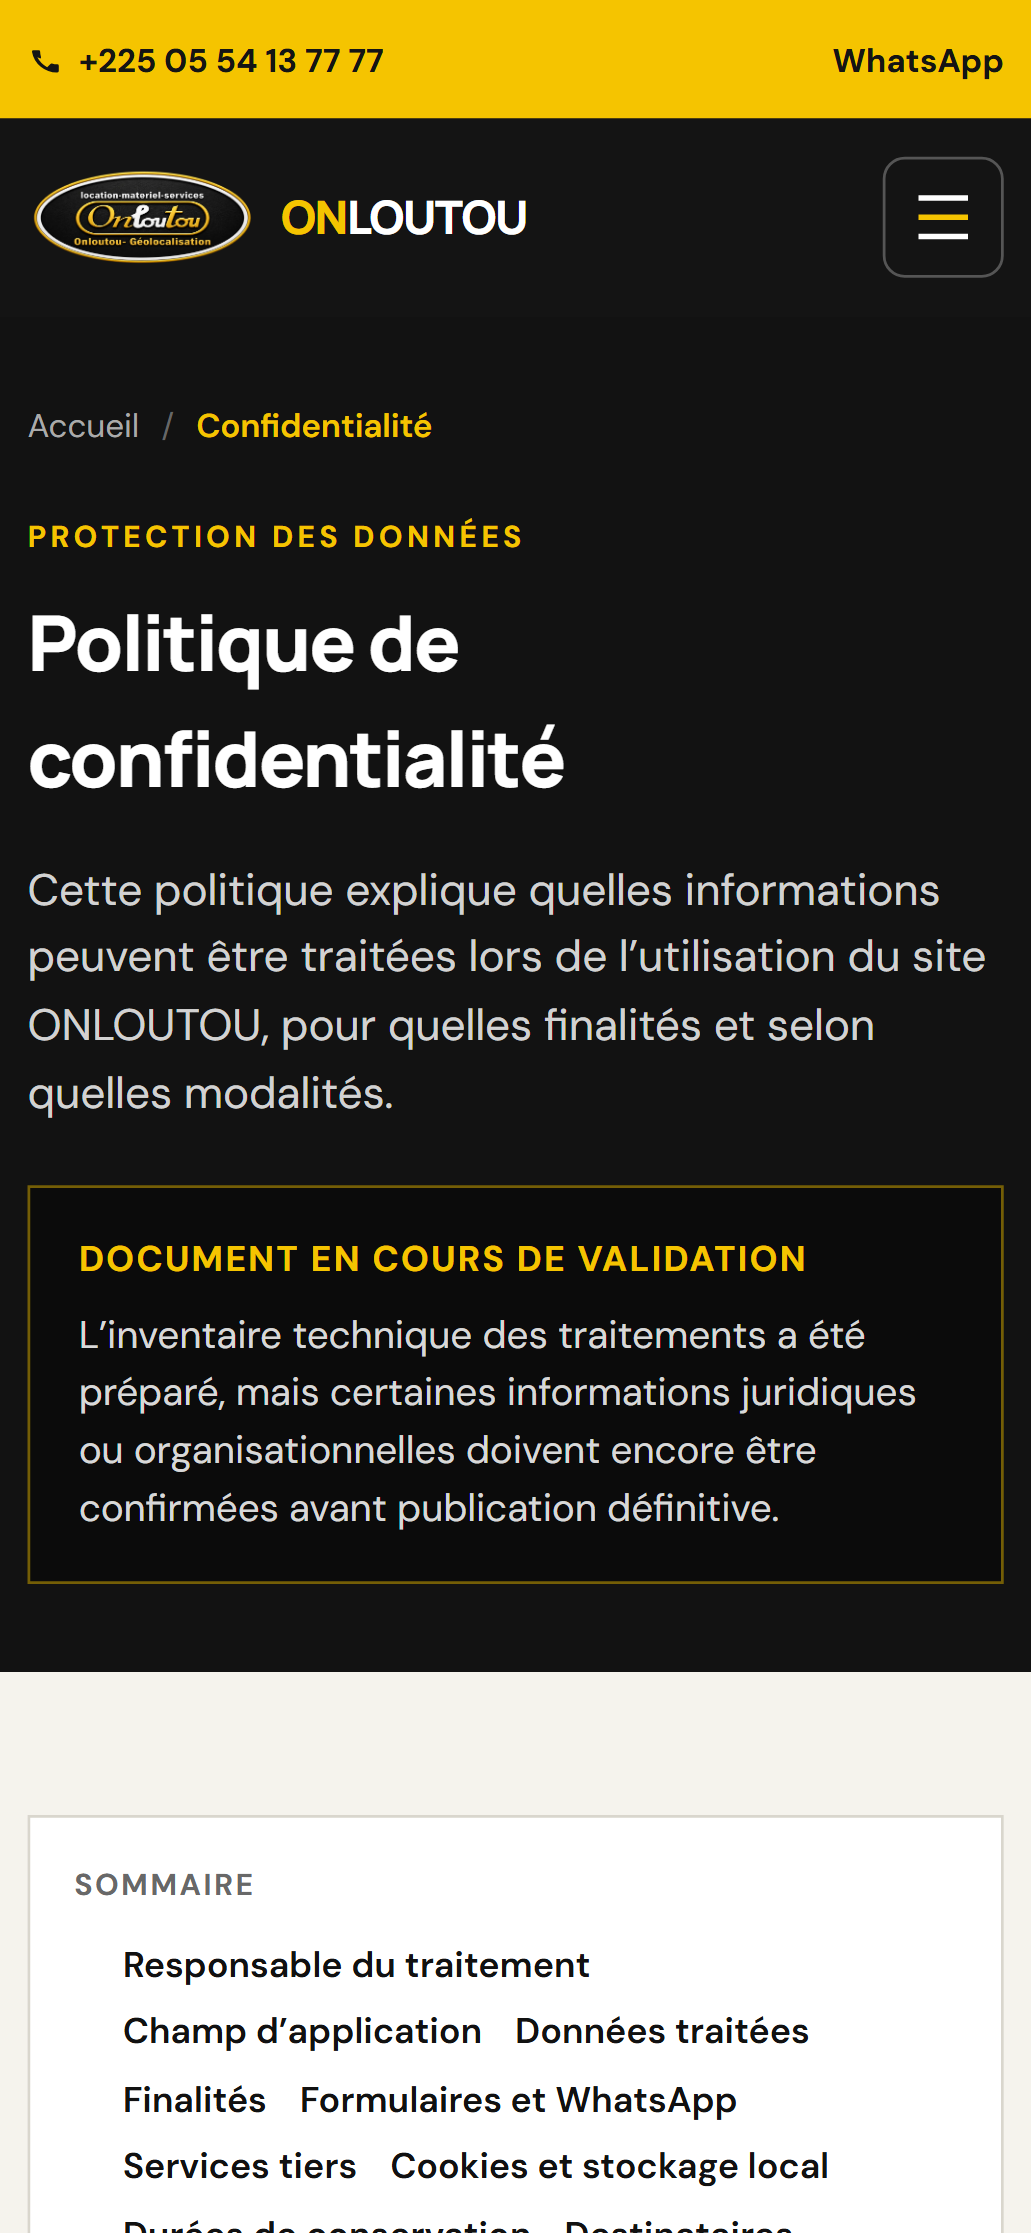 +225 05 54 13 77 77
WhatsApp
location-materiel-services
Onloutou
Onloutou- Géolocalisation
ONLOUTOU
Accueil / Confidentialité
PROTECTION DES DONNÉES
Politique de
confidentialité
Cette politique explique quelles informations
peuvent être traitées lors de l’utilisation du site
ONLOUTOU, pour quelles finalités et selon
quelles modalités.
DOCUMENT EN COURS DE VALIDATION
L’inventaire technique des traitements a été
préparé, mais certaines informations juridiques
ou organisationnelles doivent encore être
confirmées avant publication définitive.
SOMMAIRE
Responsable du traitement
Champ d’application Données traitées
Finalités Formulaires et WhatsApp
Services tiers Cookies et stockage local
Durées de conservation Destinataires